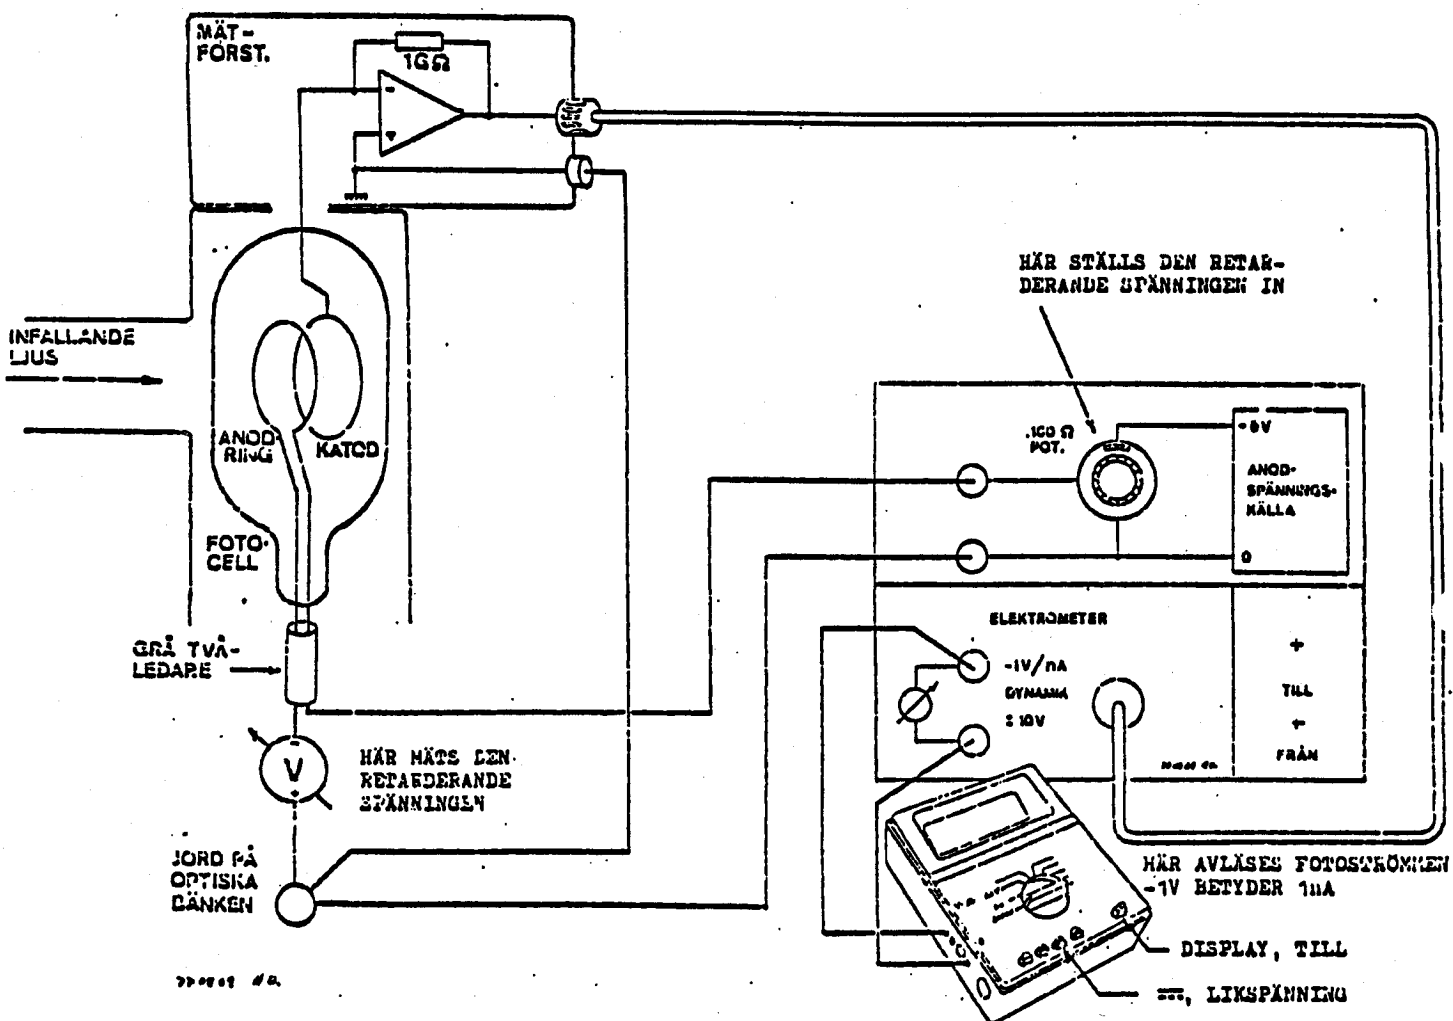 MÄT-
FÖRST.
1GΩ
-
+
INFALLANDE
LJUS
ANOD-
RING
KATOD
FOTO-
CELL
GRÅ TVÅ-
LEDARE
-
V
+
HÄR MÄTS DEN
RETARDERANDE
SPÄNNINGEN
JORD PÅ
OPTISKA
BÄNKEN
HÄR STÄLLS DEN RETAR-
DERANDE SPÄNNINGEN IN
100 Ω
POT.
ANOD-
SPÄNNINGS-
KÄLLA
0
ELEKTROMETER
-1V/nA
DYNAMIK
± 10V
+
TILL
+
FRÅN
HÄR AVLÄSES FOTOSTRÖMMEN
-1V BETYDER 1nA
DISPLAY, TILL
, LIKSPÄNNING